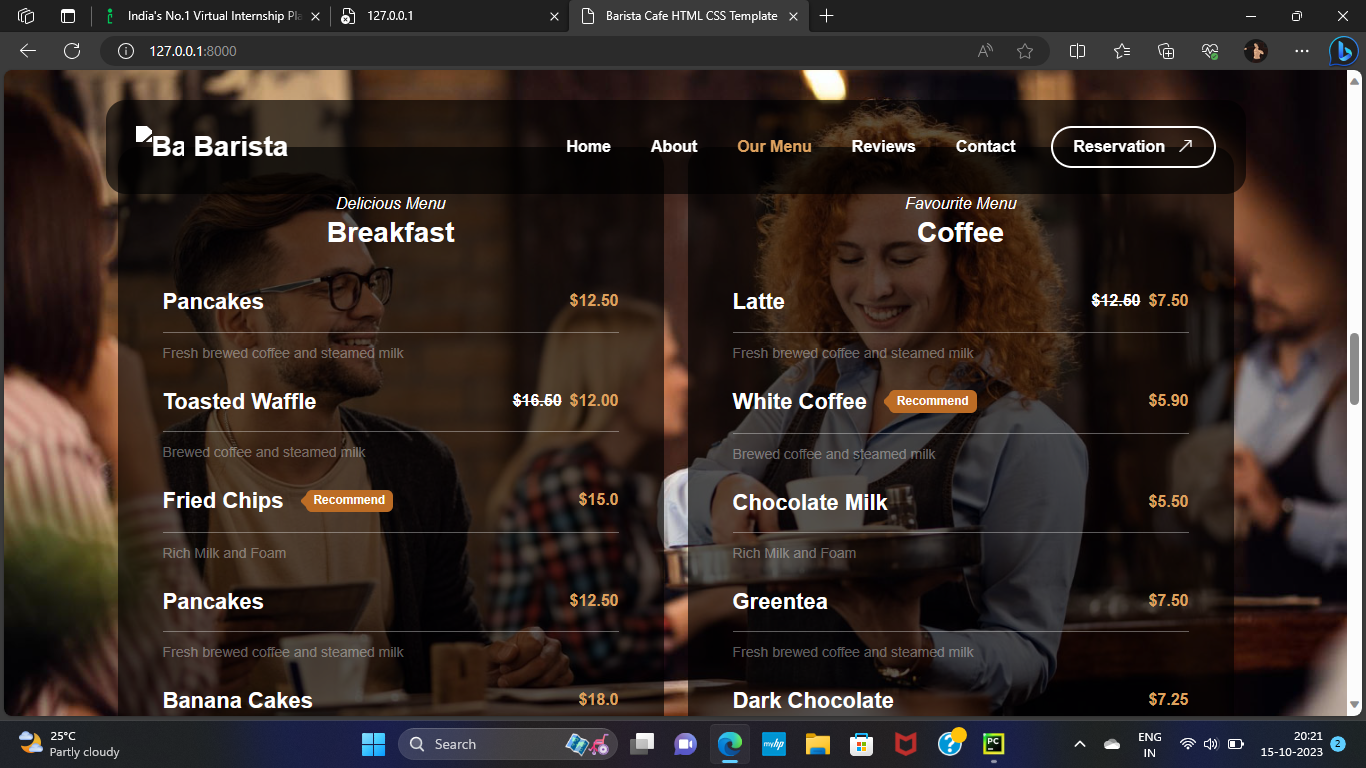 India's No.1 Virtual Internship Pla
127.0.0.1
Barista Cafe HTML CSS Template
127.0.0.1:8000
Ba Barista
Home
About
Our Menu
Reviews
Contact
Reservation
Delicious Menu
Breakfast
Pancakes $12.50
Fresh brewed coffee and steamed milk
Toasted Waffle $16.50 $12.00
Brewed coffee and steamed milk
Fried Chips Recommend $15.0
Rich Milk and Foam
Pancakes $12.50
Fresh brewed coffee and steamed milk
Banana Cakes $18.0
Favourite Menu
Coffee
Latte $12.50 $7.50
Fresh brewed coffee and steamed milk
White Coffee Recommend $5.90
Brewed coffee and steamed milk
Chocolate Milk $5.50
Rich Milk and Foam
Greentea $7.50
Fresh brewed coffee and steamed milk
Dark Chocolate $7.25
25°C
Partly cloudy
Search
myhp
PC
ENG
IN
20:21
15-10-2023
2